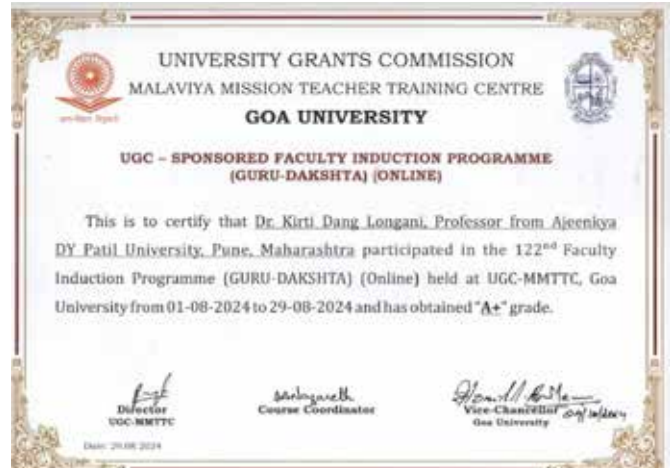 UNIVERSITY GRANTS COMMISSION
MALAVIYA MISSION TEACHER TRAINING CENTRE
GOA UNIVERSITY
UGC – SPONSORED FACULTY INDUCTION PROGRAMME
(GURU-DAKSHTA) (ONLINE)
This is to certify that Dr. Kirti Dang Longani, Professor from Ajeenkya
DY Patil University, Pune, Maharashtra participated in the 122nd Faculty
Induction Programme (GURU-DAKSHTA) (Online) held at UGC-MMTTC, Goa
University from 01-08-2024 to 29-08-2024 and has obtained "A+" grade.
Director
UGC-MMTTC
Course Coordinator
Vice-Chancellor
Goa University
Date: 29.08.2024